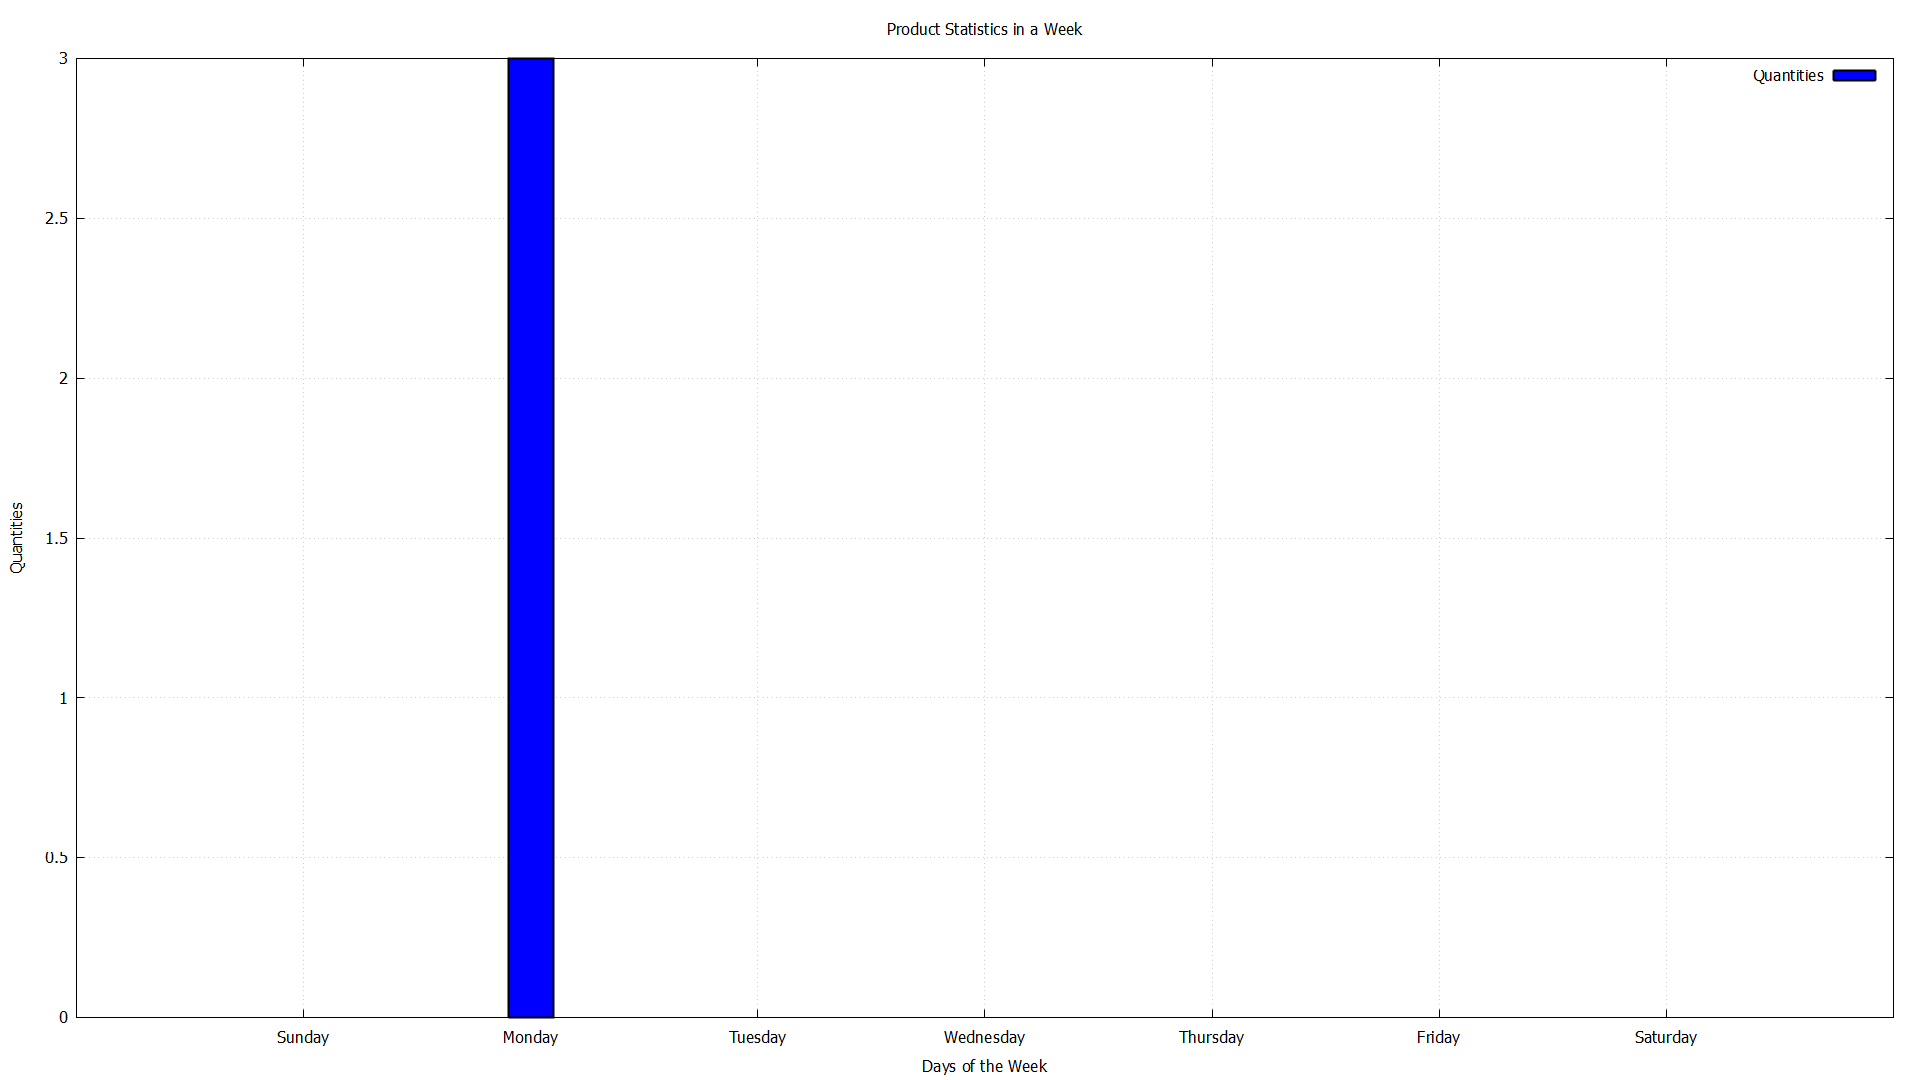 Product Statistics in a Week
Quantities
3
2.5
2
1.5
1
0.5
0
Quantities
Sunday Monday Tuesday Wednesday Thursday Friday Saturday
Days of the Week